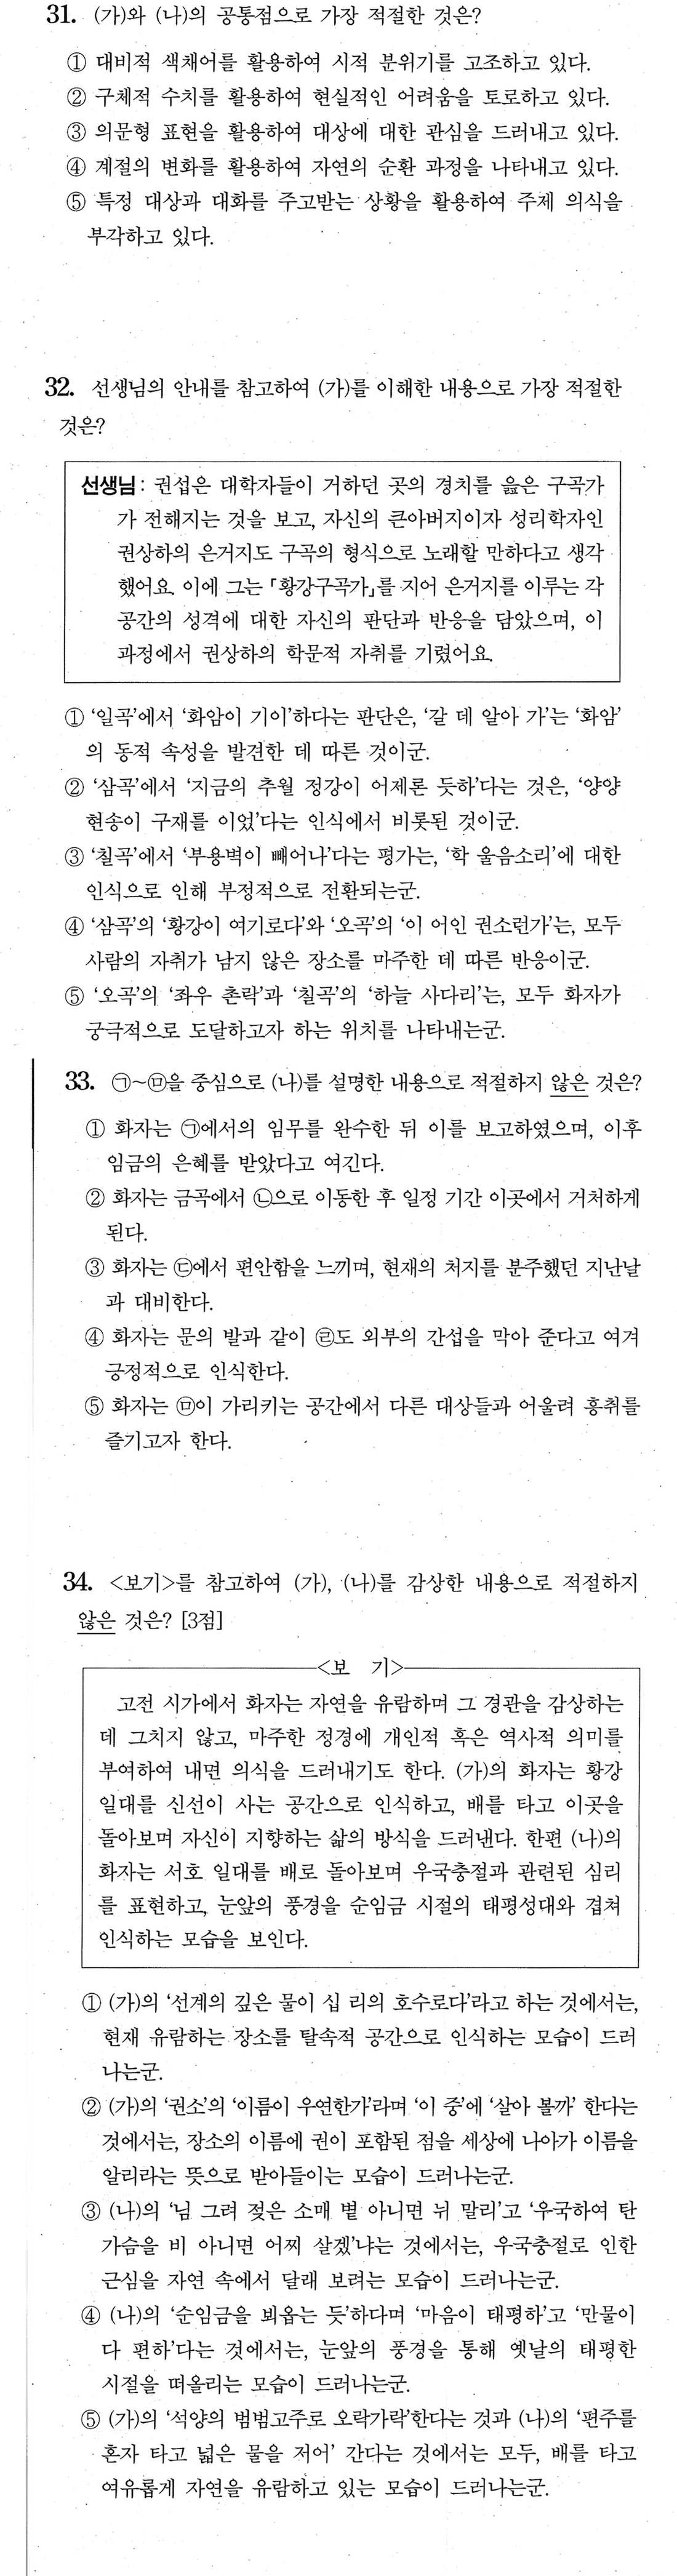 31. (가)와 (나)의 공통점으로 가장 적절한 것은?
① 대비적 색채어를 활용하여 시적 분위기를 고조하고 있다.
② 구체적 수치를 활용하여 현실적인 어려움을 토로하고 있다.
③ 의문형 표현을 활용하여 대상에 대한 관심을 드러내고 있다.
④ 계절의 변화를 활용하여 자연의 순환 과정을 나타내고 있다.
⑤ 특정 대상과 대화를 주고받는 상황을 활용하여 주제 의식을
부각하고 있다.
32. 선생님의 안내를 참고하여 (가)를 이해한 내용으로 가장 적절한
것은?
선생님 : 권섭은 대학자들이 거하던 곳의 경치를 읊은 구곡가
가 전해지는 것을 보고, 자신의 큰아버지이자 성리학자인
권상하의 은거지도 구곡의 형식으로 노래할 만하다고 생각
했어요. 이에 그는 「황강구곡가」를 지어 은거지를 이루는 각
공간의 성격에 대한 자신의 판단과 반응을 담았으며, 이
과정에서 권상하의 학문적 자취를 기렸어요.
① ‘일곡’에서 ‘화암이 기이’하다는 판단은, ‘갈 데 알아 가’는 ‘화암’
의 동적 속성을 발견한 데 따른 것이군.
② ‘삼곡’에서 ‘지금의 추월 정강이 어제론 듯하’다는 것은, ‘양양
현송이 구재를 이었’다는 인식에서 비롯된 것이군.
③ ‘칠곡’에서 ‘부용벽이 빼어나’다는 평가는, ‘학 울음소리’에 대한
인식으로 인해 부정적으로 전환되는군.
④ ‘삼곡’의 ‘황강이 여기로다’와 ‘오곡’의 ‘이 어인 권소런가’는, 모두
사람의 자취가 남지 않은 장소를 마주한 데 따른 반응이군.
⑤ ‘오곡’의 ‘좌우 촌락’과 ‘칠곡’의 ‘하늘 사다리’는, 모두 화자가
궁극적으로 도달하고자 하는 위치를 나타내는군.
33. ㉠~㉤을 중심으로 (나)를 설명한 내용으로 적절하지 않은 것은?
① 화자는 ㉠에서의 임무를 완수한 뒤 이를 보고하였으며, 이후
임금의 은혜를 받았다고 여긴다.
② 화자는 금곡에서 ㉡으로 이동한 후 일정 기간 이곳에서 거처하게
된다.
③ 화자는 ㉢에서 편안함을 느끼며, 현재의 처지를 분주했던 지난날
과 대비한다.
④ 화자는 문의 발과 같이 ㉣도 외부의 간섭을 막아 준다고 여겨
긍정적으로 인식한다.
⑤ 화자는 ㉤이 가리키는 공간에서 다른 대상들과 어울려 흥취를
즐기고자 한다.
34. <보기>를 참고하여 (가), (나)를 감상한 내용으로 적절하지
않은 것은? [3점]
<보 기>
고전 시가에서 화자는 자연을 유람하며 그 경관을 감상하는
데 그치지 않고, 마주한 정경에 개인적 혹은 역사적 의미를
부여하여 내면 의식을 드러내기도 한다. (가)의 화자는 황강
일대를 신선이 사는 공간으로 인식하고, 배를 타고 이곳을
돌아보며 자신이 지향하는 삶의 방식을 드러낸다. 한편 (나)의
화자는 서호 일대를 배로 돌아보며 우국충절과 관련된 심리
를 표현하고, 눈앞의 풍경을 순임금 시절의 태평성대와 겹쳐
인식하는 모습을 보인다.
① (가)의 ‘선계의 깊은 물이 십 리의 호수로다’라고 하는 것에서는,
현재 유람하는 장소를 탈속적 공간으로 인식하는 모습이 드러
나는군.
② (가)의 ‘권소’의 ‘이름이 우연한가’라며 ‘이 중’에 ‘살아 볼까’ 한다는
것에서는, 장소의 이름에 권이 포함된 점을 세상에 나아가 이름을
알리라는 뜻으로 받아들이는 모습이 드러나는군.
③ (나)의 ‘님 그려 젖은 소매 볕 아니면 뉘 말리’고 ‘우국하여 탄
가슴을 비 아니면 어찌 살겠’냐는 것에서는, 우국충절로 인한
근심을 자연 속에서 달래 보려는 모습이 드러나는군.
④ (나)의 ‘순임금을 뵈옵는 듯’하다며 ‘마음이 태평하’고 ‘만물이
다 편하’다는 것에서는, 눈앞의 풍경을 통해 옛날의 태평한
시절을 떠올리는 모습이 드러나는군.
⑤ (가)의 ‘석양의 범범고주로 오락가락’한다는 것과 (나)의 ‘편주를
혼자 타고 넓은 물을 저어’ 간다는 것에서는 모두, 배를 타고
여유롭게 자연을 유람하고 있는 모습이 드러나는군.